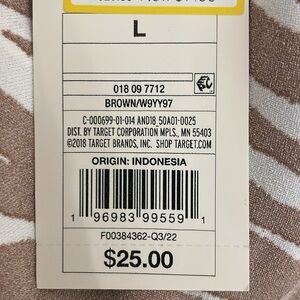 L
018 09 7712
BROWN/W9YY97
C-000699-01-014 AND18_50A01-0025
DIST. BY TARGET CORPORATION MPLS., MN 55403
©2018 TARGET BRANDS, INC. SHOP TARGET.COM
ORIGIN: INDONESIA
1 96983 99559 1
F00384362-Q3/22
$25.00